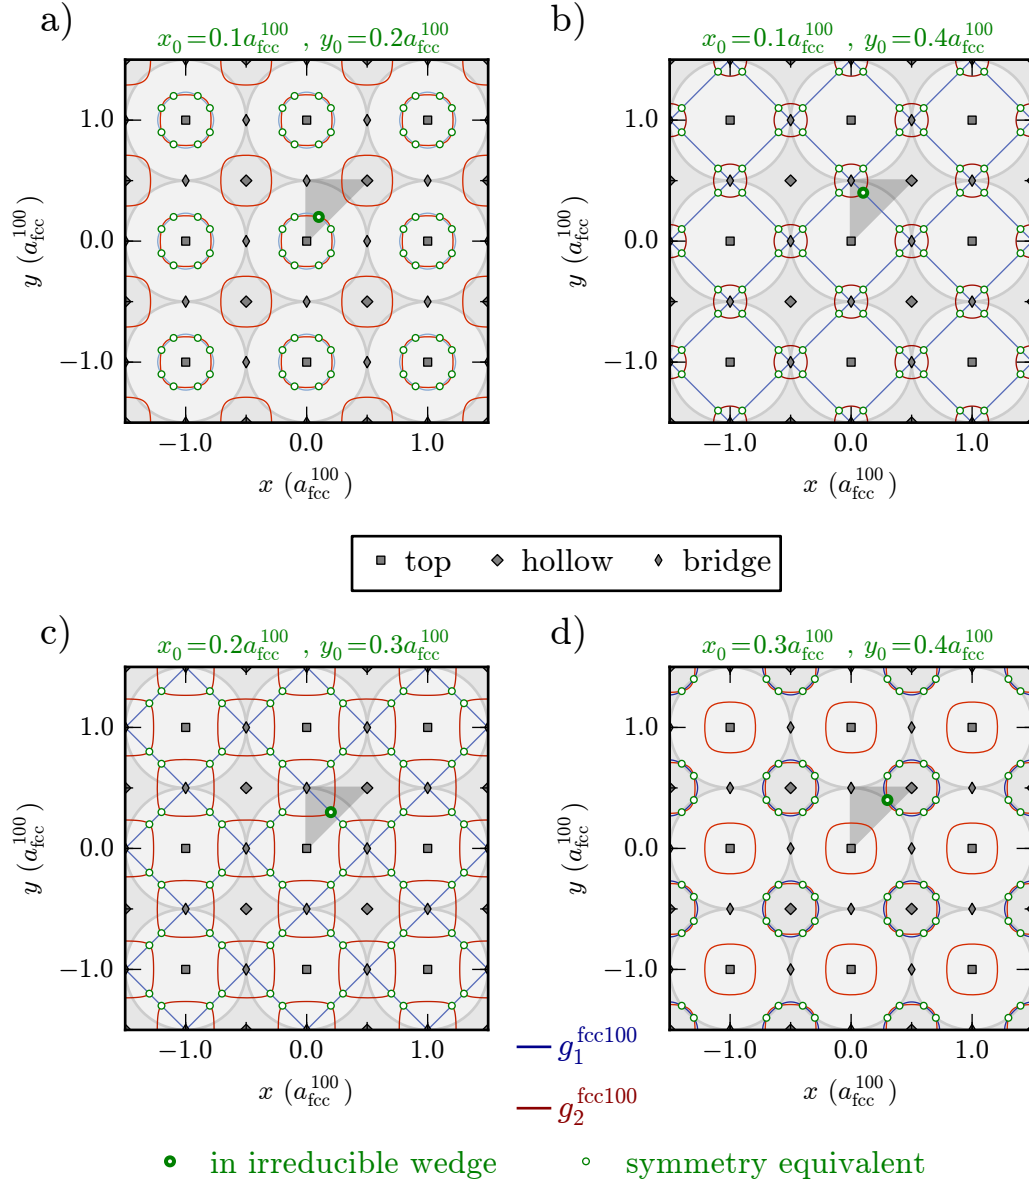 a)
x₀=0.1a¹⁰⁰fcc , y₀=0.2a¹⁰⁰fcc
1.0
0.0
−1.0
y (a¹⁰⁰fcc)
−1.0 0.0 1.0
x (a¹⁰⁰fcc)
b)
x₀=0.1a¹⁰⁰fcc , y₀=0.4a¹⁰⁰fcc
1.0
0.0
−1.0
y (a¹⁰⁰fcc)
−1.0 0.0 1.0
x (a¹⁰⁰fcc)
top hollow bridge
c)
x₀=0.2a¹⁰⁰fcc , y₀=0.3a¹⁰⁰fcc
1.0
0.0
−1.0
y (a¹⁰⁰fcc)
−1.0 0.0 1.0
x (a¹⁰⁰fcc)
d)
x₀=0.3a¹⁰⁰fcc , y₀=0.4a¹⁰⁰fcc
1.0
0.0
−1.0
y (a¹⁰⁰fcc)
−1.0 0.0 1.0
x (a¹⁰⁰fcc)
g₁fcc100
g₂fcc100
in irreducible wedge symmetry equivalent